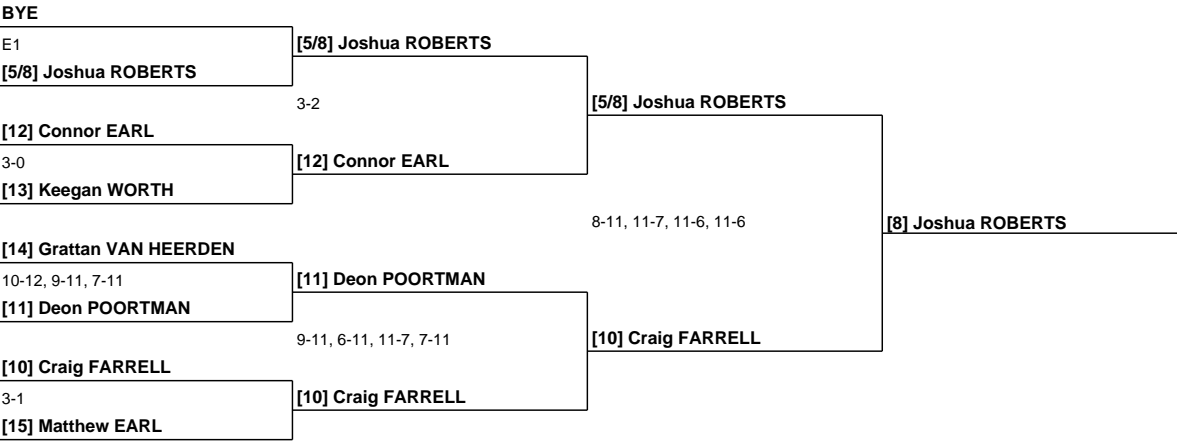 BYE
E1
[5/8] Joshua ROBERTS
[5/8] Joshua ROBERTS
3-2
[5/8] Joshua ROBERTS
[12] Connor EARL
3-0
[12] Connor EARL
[13] Keegan WORTH
8-11, 11-7, 11-6, 11-6
[8] Joshua ROBERTS
[14] Grattan VAN HEERDEN
10-12, 9-11, 7-11
[11] Deon POORTMAN
[11] Deon POORTMAN
9-11, 6-11, 11-7, 7-11
[10] Craig FARRELL
[10] Craig FARRELL
3-1
[10] Craig FARRELL
[15] Matthew EARL